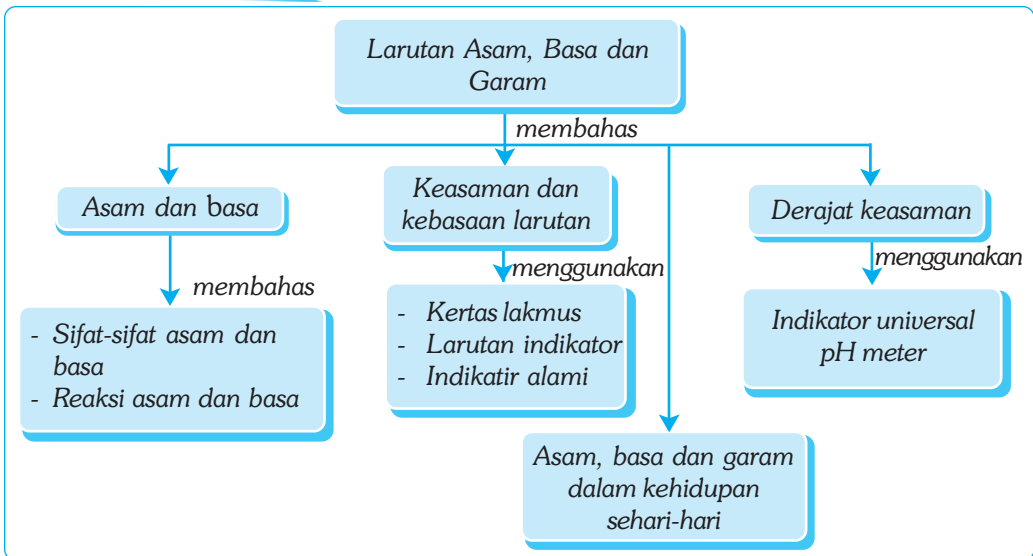 Larutan Asam, Basa dan
Garam
membahas
Asam dan basa
membahas
- Sifat-sifat asam dan
basa
- Reaksi asam dan basa
Keasaman dan
kebasaan larutan
menggunakan
- Kertas lakmus
- Larutan indikator
- Indikatir alami
Asam, basa dan garam
dalam kehidupan
sehari-hari
Derajat keasaman
menggunakan
Indikator universal
pH meter